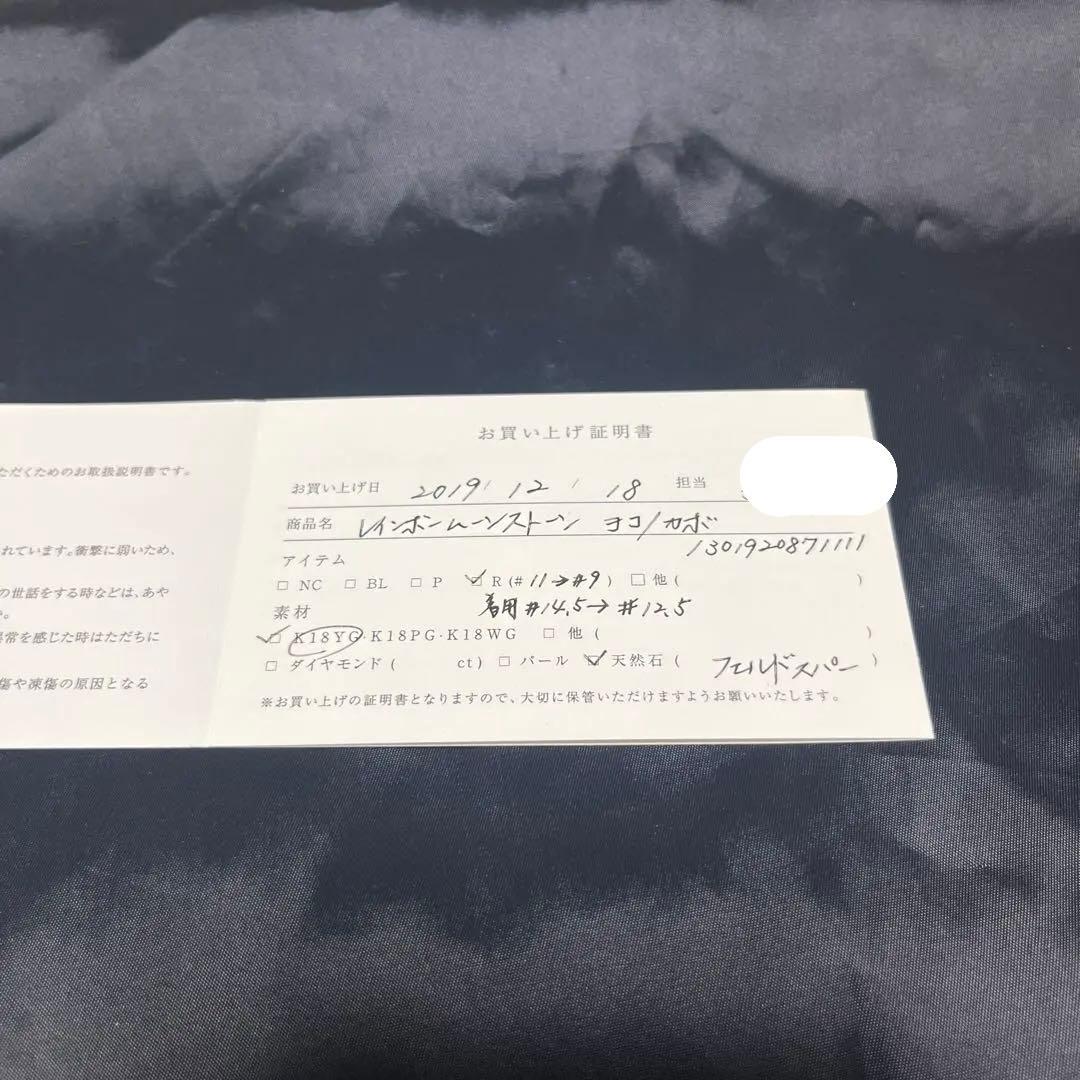 ただくためのお取扱説明書です。
れています。衝撃に弱いため、
の世話をする時などは、あや
異常を感じた時はただちに
傷や凍傷の原因となる
お買い上げ証明書
お買い上げ日 2019/ 12 / 18 担当
商品名 レインボームーンストーン ヨコ/カボ
1301920871111
アイテム
□ NC □ BL □ P ☑ R (# 11→#9 ) □ 他 ( )
着用 #14.5→ #12.5
素材
☑ K18YG·K18PG·K18WG □ 他 ( )
□ ダイヤモンド ( ct) □ パール ☑ 天然石 ( フェルドスパー )
※お買い上げの証明書となりますので、大切に保管いただけますようお願いいたします。